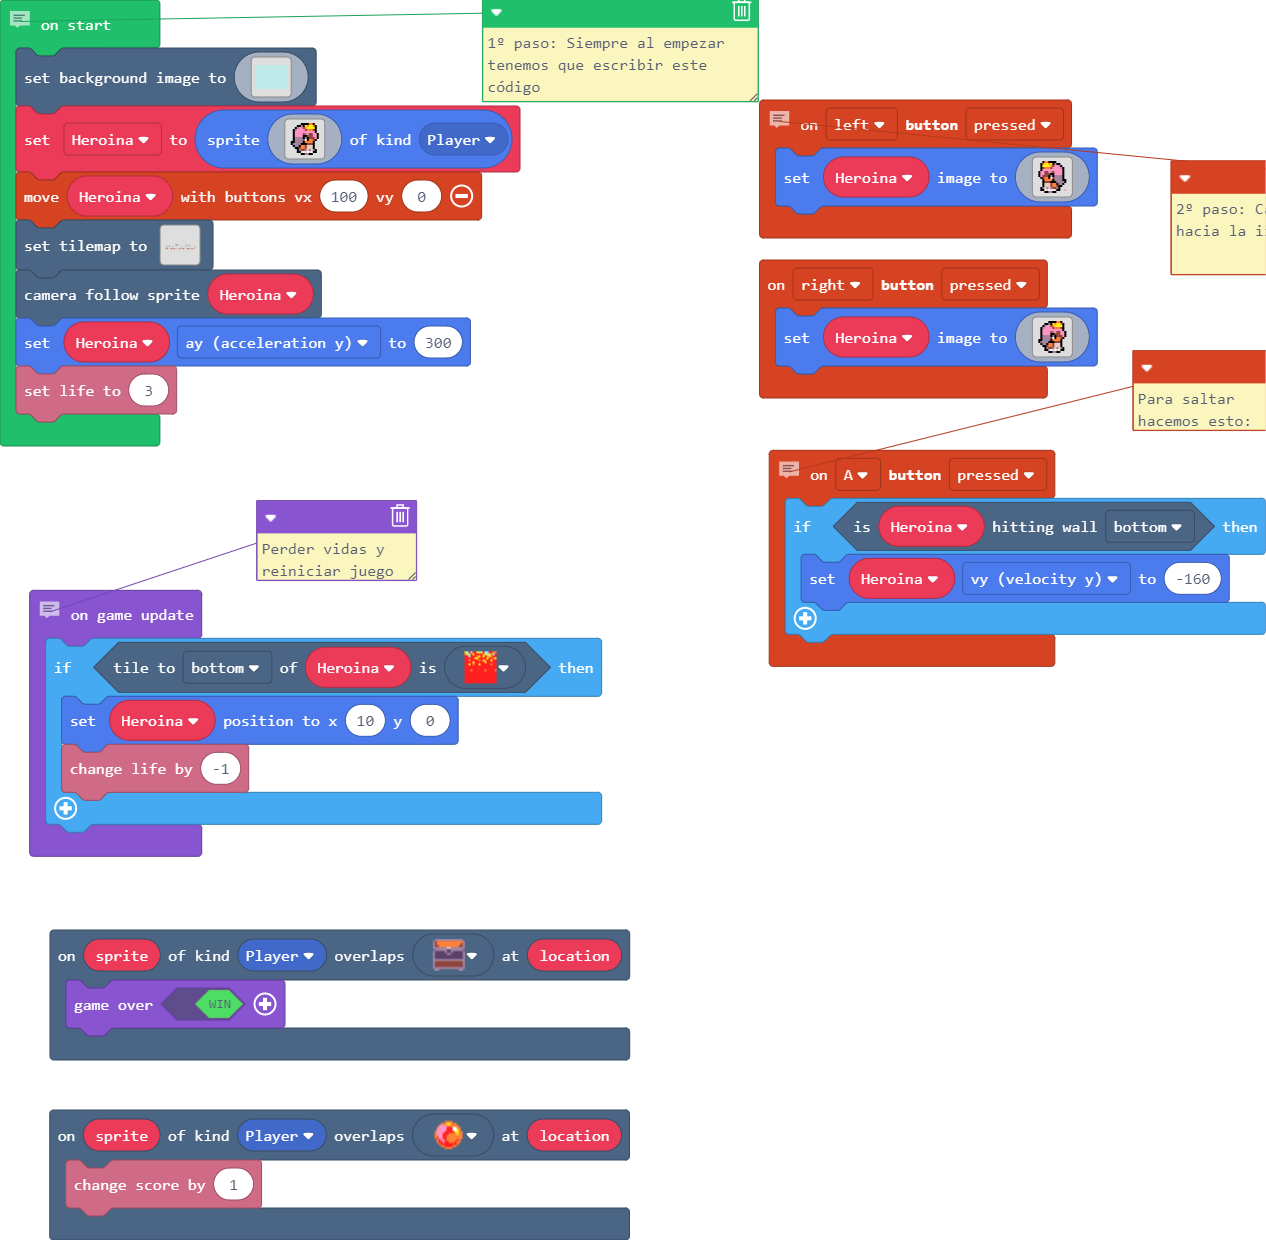 on start
1º paso: Siempre al empezar
tenemos que escribir este
código
set background image to
set Heroina to sprite of kind Player
move Heroina with buttons vx 100 vy 0
set tilemap to
camera follow sprite Heroina
set Heroina ay (acceleration y) to 300
set life to 3
on left button pressed
set Heroina image to
2º paso:
hacia la
on right button pressed
set Heroina image to
Para saltar
hacemos esto:
on A button pressed
if is Heroina hitting wall bottom then
set Heroina vy (velocity y) to -160
Perder vidas y
reiniciar juego
on game update
if tile to bottom of Heroina is then
set Heroina position to x 10 y 0
change life by -1
on sprite of kind Player overlaps at location
game over WIN
on sprite of kind Player overlaps at location
change score by 1